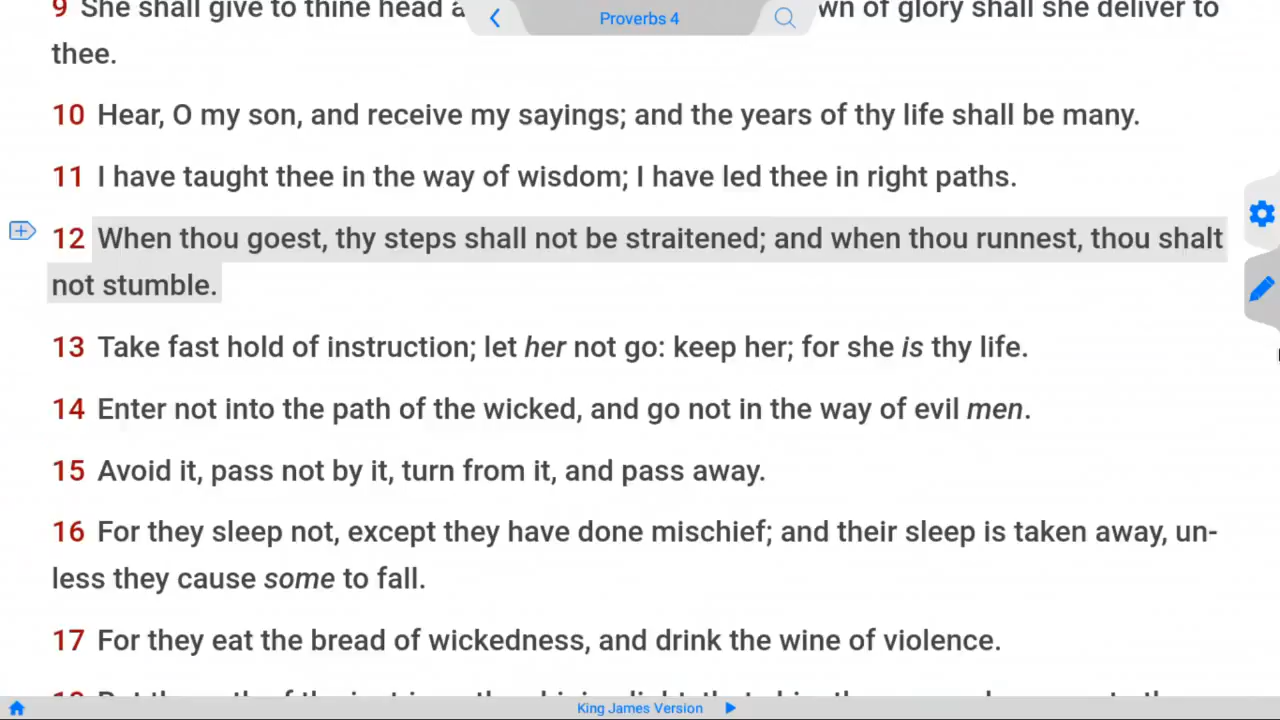 9 She shall give to thine head a
wn of glory shall she deliver to
Proverbs 4
thee.
10 Hear, O my son, and receive my sayings; and the years of thy life shall be many.
11 I have taught thee in the way of wisdom; I have led thee in right paths.
12 When thou goest, thy steps shall not be straitened; and when thou runnest, thou shalt
not stumble.
13 Take fast hold of instruction; let her not go: keep her; for she is thy life.
14 Enter not into the path of the wicked, and go not in the way of evil men.
15 Avoid it, pass not by it, turn from it, and pass away.
16 For they sleep not, except they have done mischief; and their sleep is taken away, un-
less they cause some to fall.
17 For they eat the bread of wickedness, and drink the wine of violence.
King James Version